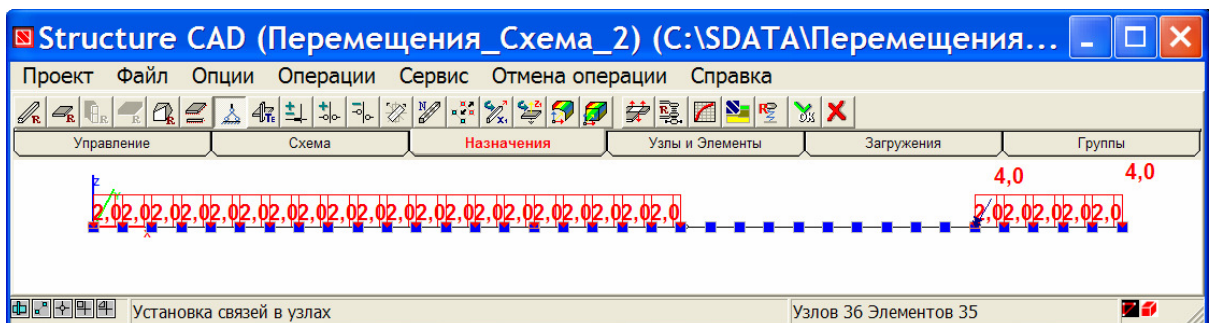 Structure CAD (Перемещения_Схема_2) (C:\SDATA\Перемещения...
Проект Файл Опции Операции Сервис Отмена операции Справка
Управление Схема Назначения Узлы и Элементы Загружения Группы
4,0 4,0
z
2,02,02,02,02,02,02,02,02,02,02,02,02,02,02,02,02,02,02,02,0 2,02,02,02,02,0
x
Установка связей в узлах Узлов 36 Элементов 35